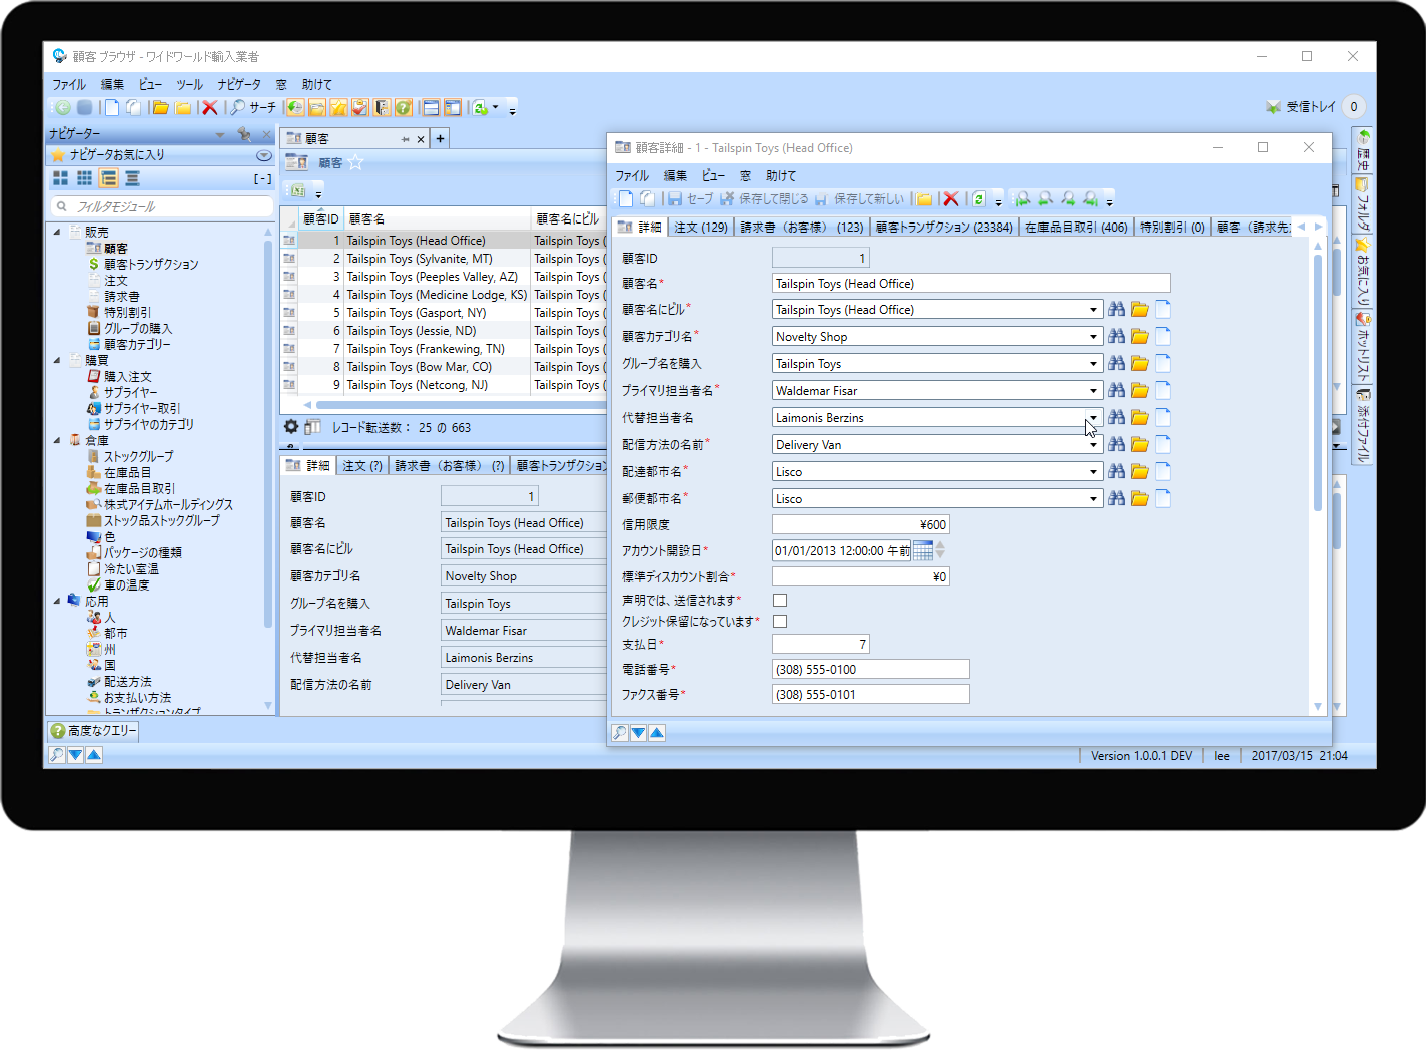 顧客 ブラウザ - ワイドワールド輸入業者
ファイル 編集 ビュー ツール ナビゲータ 窓 助けて
サーチ
受信トレイ 0
ナビゲーター
ナビゲータお気に入り
[-]
フィルタモジュール
販売
顧客
顧客トランザクション
注文
請求書
特別割引
グループの購入
顧客カテゴリー
購買
購入注文
サプライヤー
サプライヤー取引
サプライヤのカテゴリ
倉庫
ストックグループ
在庫品目
在庫品目取引
株式アイテムホールディングス
ストック品ストックグループ
色
パッケージの種類
冷たい室温
車の温度
応用
人
都市
州
国
配送方法
お支払い方法
トランザクションタイプ
高度なクエリー
顧客
顧客
顧客ID 顧客名 顧客名にビル
1 Tailspin Toys (Head Office) Tailspin Toys (
2 Tailspin Toys (Sylvanite, MT) Tailspin Toys (
3 Tailspin Toys (Peeples Valley, AZ) Tailspin Toys (
4 Tailspin Toys (Medicine Lodge, KS) Tailspin Toys (
5 Tailspin Toys (Gasport, NY) Tailspin Toys (
6 Tailspin Toys (Jessie, ND) Tailspin Toys (
7 Tailspin Toys (Frankewing, TN) Tailspin Toys (
8 Tailspin Toys (Bow Mar, CO) Tailspin Toys (
9 Tailspin Toys (Netcong, NJ) Tailspin Toys (
レコード転送数： 25 の 663
詳細 注文 (?) 請求書（お客様） (?) 顧客トランザクション
顧客ID 1
顧客名 Tailspin Toys (Head Office)
顧客名にビル Tailspin Toys (Head Office)
顧客カテゴリ名 Novelty Shop
グループ名を購入 Tailspin Toys
プライマリ担当者名 Waldemar Fisar
代替担当者名 Laimonis Berzins
配信方法の名前 Delivery Van
顧客詳細 - 1 - Tailspin Toys (Head Office)
ファイル 編集 ビュー 窓 助けて
セーブ 保存して閉じる 保存して新しい
詳細 注文 (129) 請求書（お客様） (123) 顧客トランザクション (23384) 在庫品目取引 (406) 特別割引 (0) 顧客（請求先
顧客ID 1
顧客名* Tailspin Toys (Head Office)
顧客名にビル* Tailspin Toys (Head Office)
顧客カテゴリ名* Novelty Shop
グループ名を購入 Tailspin Toys
プライマリ担当者名* Waldemar Fisar
代替担当者名 Laimonis Berzins
配信方法の名前* Delivery Van
配達都市名* Lisco
郵便都市名* Lisco
信用限度 ¥600
アカウント開設日* 01/01/2013 12:00:00 午前
標準ディスカウント割合* ¥0
声明では、送信されます*
クレジット保留になっています*
支払日* 7
電話番号* (308) 555-0100
ファクス番号* (308) 555-0101
歴史
フォルダ
お気に入り
ホットリスト
添付ファイル
Version 1.0.0.1 DEV lee 2017/03/15 21:04